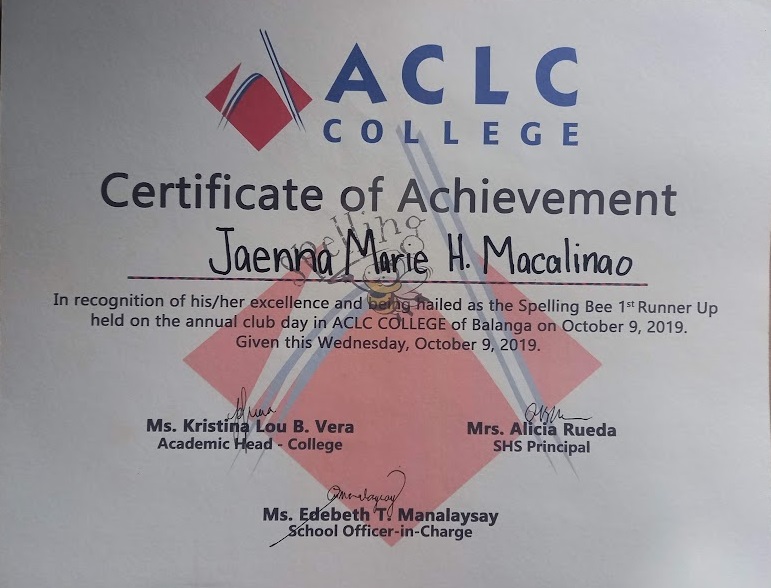 ACLC
COLLEGE
Certificate of Achievement
spelling
Jaenna Marie H. Macalinao
In recognition of his/her excellence and being hailed as the Spelling Bee 1st Runner Up
held on the annual club day in ACLC COLLEGE of Balanga on October 9, 2019.
Given this Wednesday, October 9, 2019.
Ms. Kristina Lou B. Vera
Academic Head - College
Mrs. Alicia Rueda
SHS Principal
Ms. Edebeth T. Manalaysay
School Officer-in-Charge